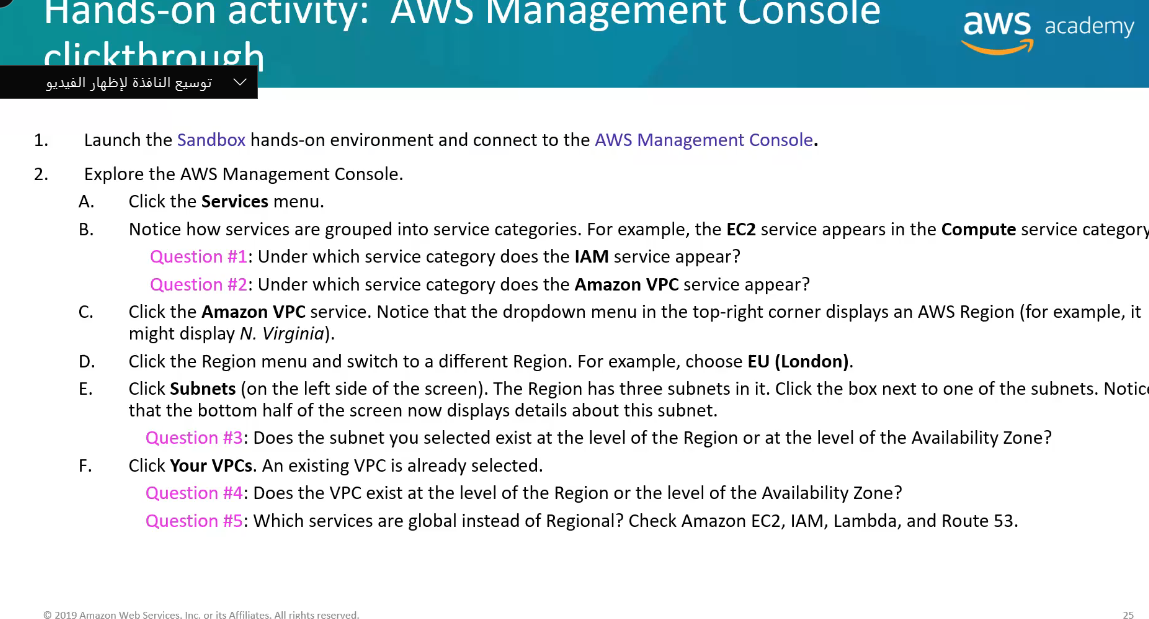 Hands-on activity: AWS Management Console
clickthrough
aws academy
توسيع النافذة لإظهار الفيديو
1. Launch the Sandbox hands-on environment and connect to the AWS Management Console.
2. Explore the AWS Management Console.
A. Click the Services menu.
B. Notice how services are grouped into service categories. For example, the EC2 service appears in the Compute service category
Question #1: Under which service category does the IAM service appear?
Question #2: Under which service category does the Amazon VPC service appear?
C. Click the Amazon VPC service. Notice that the dropdown menu in the top-right corner displays an AWS Region (for example, it
might display N. Virginia).
D. Click the Region menu and switch to a different Region. For example, choose EU (London).
E. Click Subnets (on the left side of the screen). The Region has three subnets in it. Click the box next to one of the subnets. Notic
that the bottom half of the screen now displays details about this subnet.
Question #3: Does the subnet you selected exist at the level of the Region or at the level of the Availability Zone?
F. Click Your VPCs. An existing VPC is already selected.
Question #4: Does the VPC exist at the level of the Region or the level of the Availability Zone?
Question #5: Which services are global instead of Regional? Check Amazon EC2, IAM, Lambda, and Route 53.
© 2019 Amazon Web Services, Inc. or its Affiliates. All rights reserved.
25